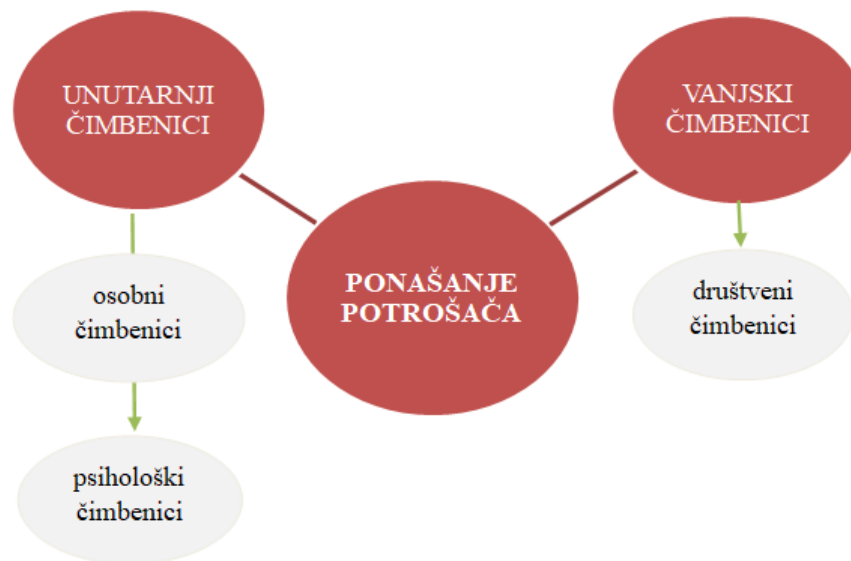 UNUTARNJI
ČIMBENICI
VANJSKI
ČIMBENICI
PONAŠANJE
POTROŠAČA
osobni
čimbenici
društveni
čimbenici
psihološki
čimbenici